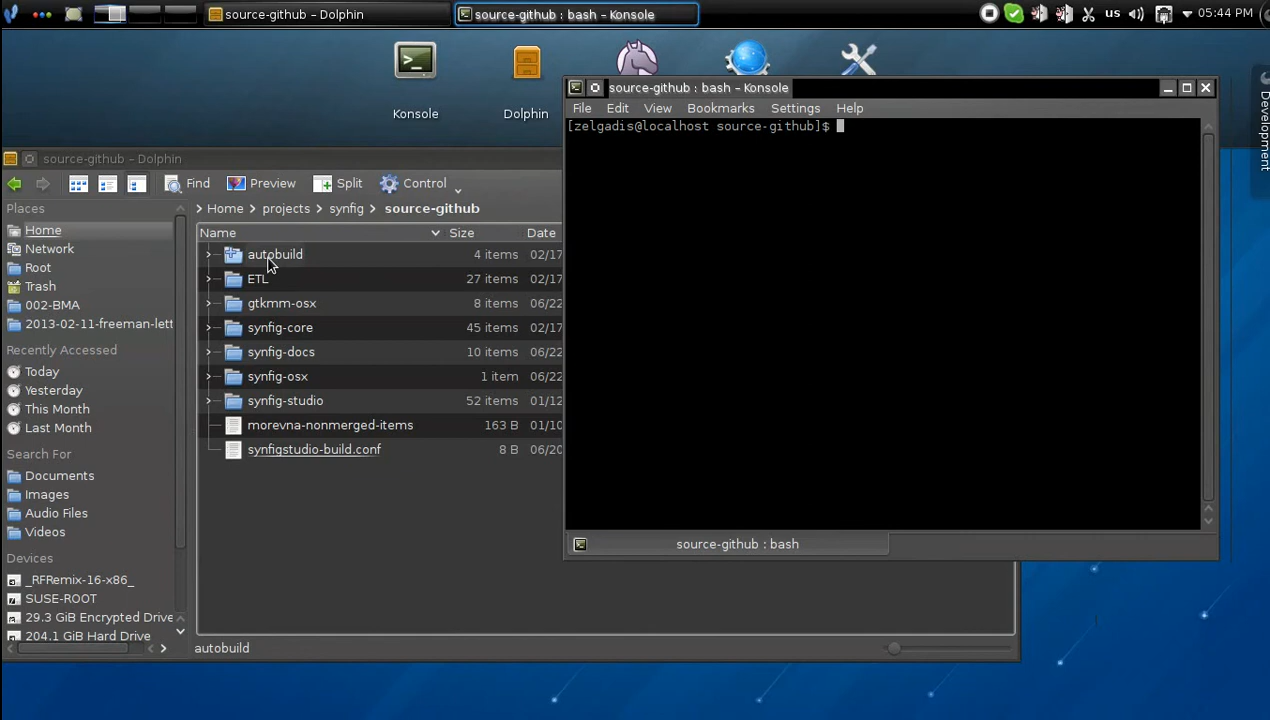 source-github – Dolphin
source-github : bash – Konsole
us
05:44 PM
Konsole
Dolphin
Development
source-github : bash – Konsole
File Edit View Bookmarks Settings Help
[zelgadis@localhost source-github]$
source-github : bash
source-github – Dolphin
Find Preview Split Control
Places
Home
Network
Root
Trash
002-BMA
2013-02-11-freeman-lett
Recently Accessed
Today
Yesterday
This Month
Last Month
Search For
Documents
Images
Audio Files
Videos
Devices
_RFRemix-16-x86_
SUSE-ROOT
29.3 GiB Encrypted Drive
204.1 GiB Hard Drive
> Home > projects > synfig > source-github
Name Size Date
autobuild 4 items 02/17
ETL 27 items 02/17
gtkmm-osx 8 items 06/22
synfig-core 45 items 02/17
synfig-docs 10 items 06/22
synfig-osx 1 item 06/22
synfig-studio 52 items 01/12
morevna-nonmerged-items 163 B 01/10
synfigstudio-build.conf 8 B 06/20
autobuild